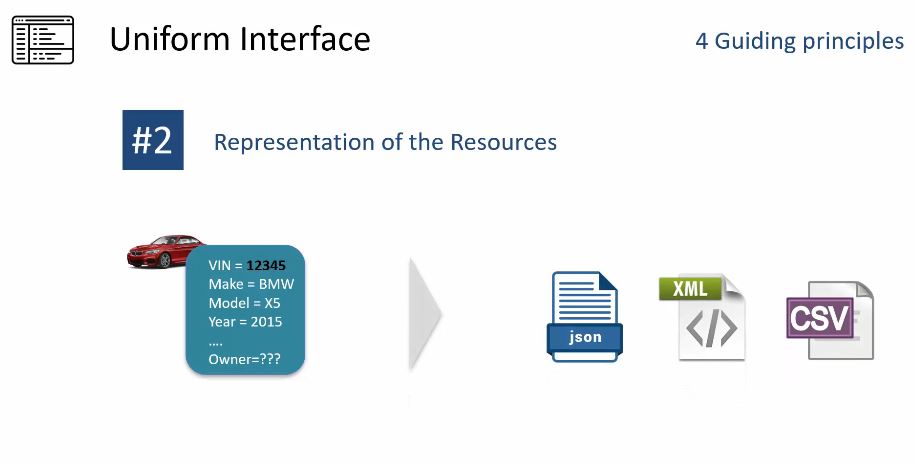 Uniform Interface
4 Guiding principles
#2
Representation of the Resources
VIN = 12345
Make = BMW
Model = X5
Year = 2015
....
Owner=???
json
XML
</>
CSV